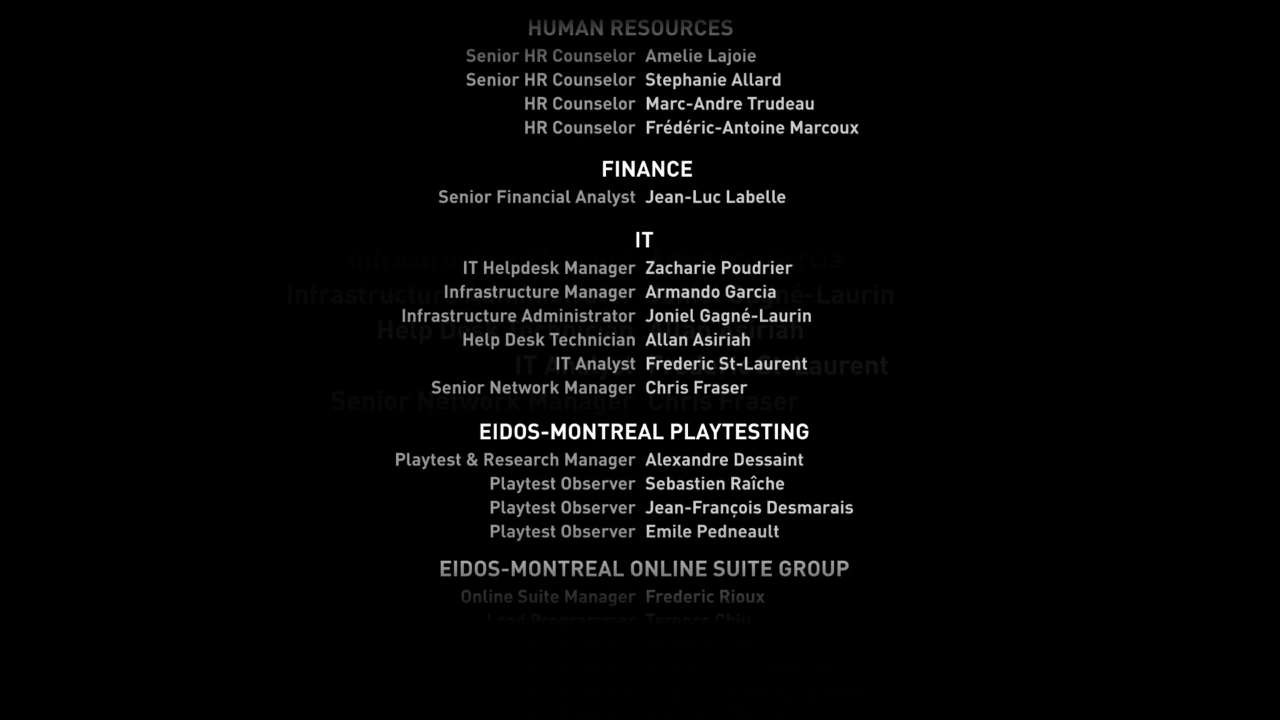 HUMAN RESOURCES
Senior HR Counselor Amelie Lajoie
Senior HR Counselor Stephanie Allard
HR Counselor Marc-Andre Trudeau
HR Counselor Frédéric-Antoine Marcoux
FINANCE
Senior Financial Analyst Jean-Luc Labelle
IT
IT Helpdesk Manager Zacharie Poudrier
Infrastructure Manager Armando Garcia
Infrastructure Administrator Joniel Gagné-Laurin
Help Desk Technician Allan Asiriah
IT Analyst Frederic St-Laurent
Senior Network Manager Chris Fraser
EIDOS-MONTREAL PLAYTESTING
Playtest & Research Manager Alexandre Dessaint
Playtest Observer Sebastien Raîche
Playtest Observer Jean-François Desmarais
Playtest Observer Emile Pedneault
EIDOS-MONTREAL ONLINE SUITE GROUP
Online Suite Manager Frederic Rioux
Lead Programmer Terence Chiu